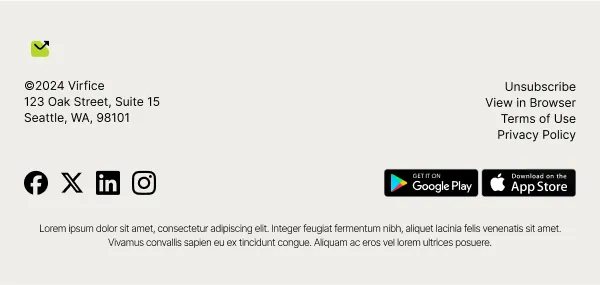 ©2024 Virfice
123 Oak Street, Suite 15
Seattle, WA, 98101
Unsubscribe
View in Browser
Terms of Use
Privacy Policy
GET IT ON
Google Play
Download on the
App Store
Lorem ipsum dolor sit amet, consectetur adipiscing elit. Integer feugiat fermentum nibh, aliquet lacinia felis venenatis sit amet.
Vivamus convallis sapien eu ex tincidunt congue. Aliquam ac eros vel lorem ultrices posuere.